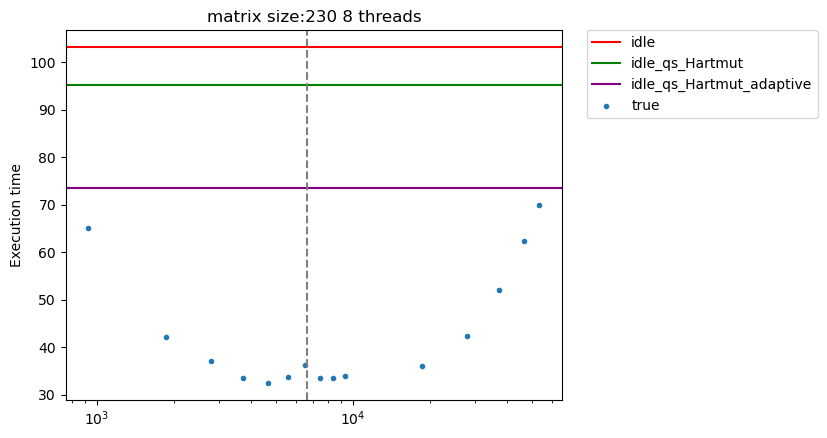 matrix size:230 8 threads
Execution time
100
90
80
70
60
50
40
30
10³
10⁴
idle
idle_qs_Hartmut
idle_qs_Hartmut_adaptive
true